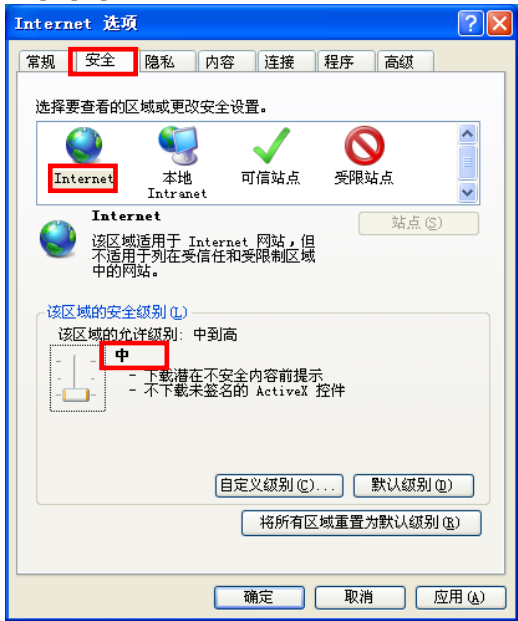 Internet 选项
常规 安全 隐私 内容 连接 程序 高级
选择要查看的区域或更改安全设置。
Internet 本地 Intranet 可信站点 受限站点
Internet
站点(S)
该区域适用于 Internet 网站，但
不适用于列在受信任和受限制区域
中的网站。
该区域的安全级别(L)
该区域的允许级别: 中到高
中
- 下载潜在不安全内容前提示
- 不下载未签名的 ActiveX 控件
自定义级别(C)... 默认级别(D)
将所有区域重置为默认级别(R)
确定 取消 应用(A)